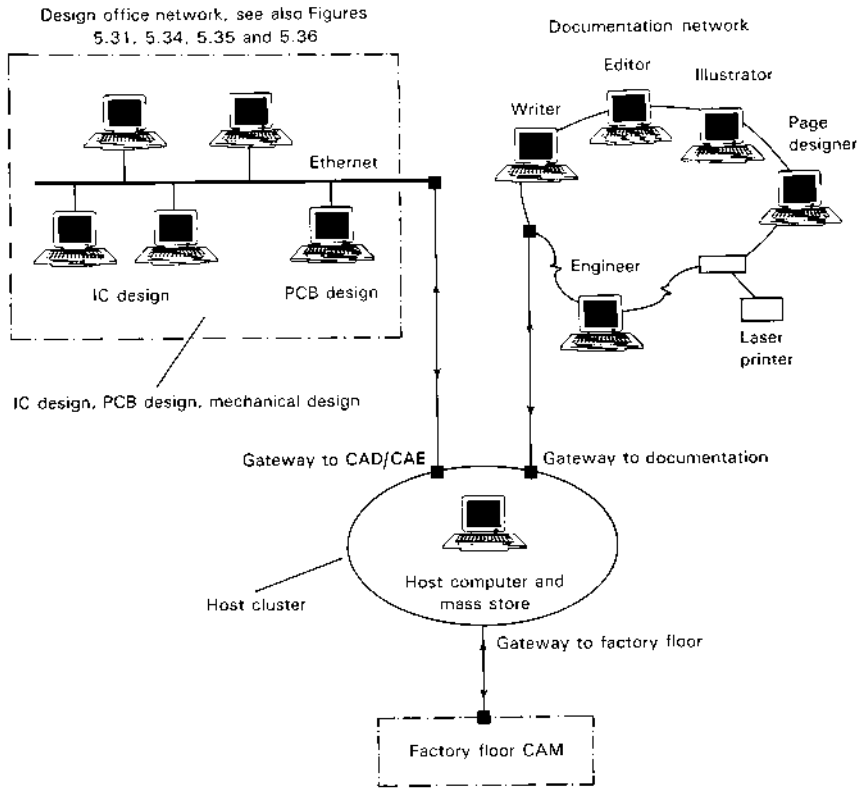 Design office network, see also Figures
5.31, 5.34, 5.35 and 5.36
Documentation network
Editor
Illustrator
Writer
Page
designer
Ethernet
Engineer
IC design
PCB design
Laser
printer
IC design, PCB design, mechanical design
Gateway to CAD/CAE
Gateway to documentation
Host computer and
mass store
Host cluster
Gateway to factory floor
Factory floor CAM